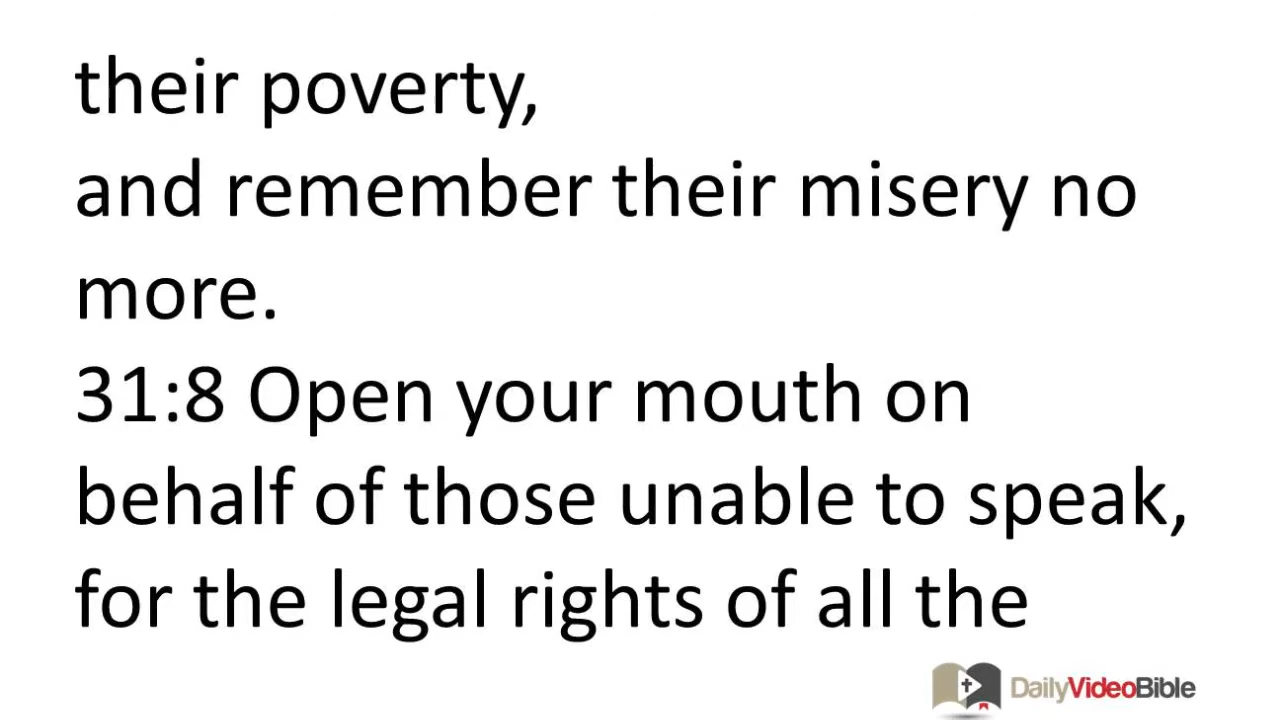 their poverty,
and remember their misery no
more.
31:8 Open your mouth on
behalf of those unable to speak,
for the legal rights of all the
DailyVideoBible